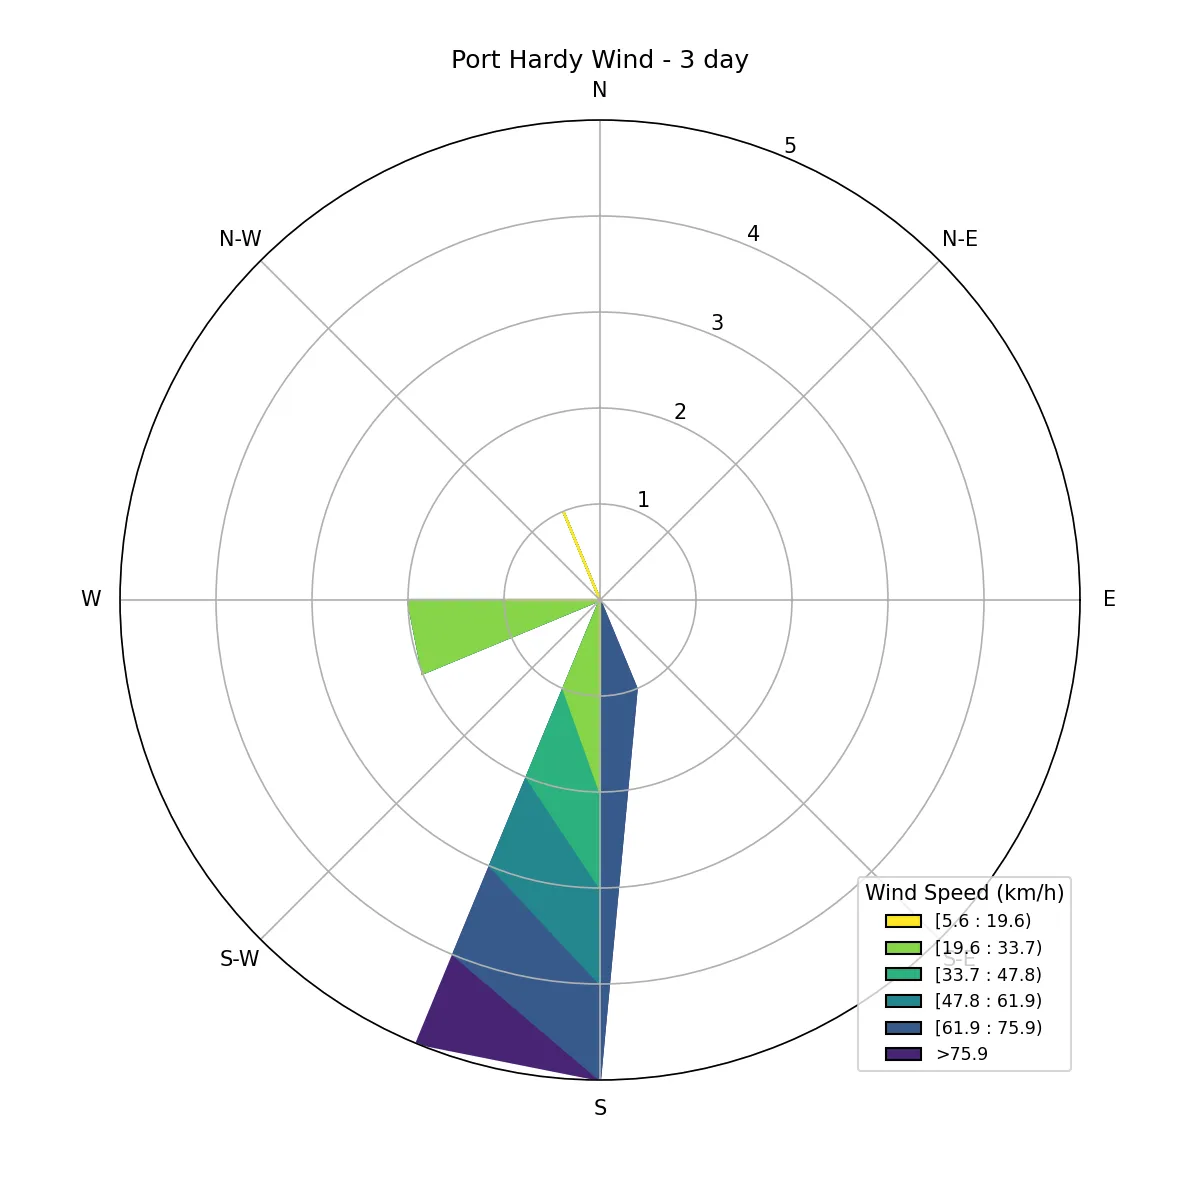 Port Hardy Wind - 3 day
N
5
N-W
4
N-E
3
2
1
W
E
S-W
S-E
S
Wind Speed (km/h)
[5.6 : 19.6)
[19.6 : 33.7)
[33.7 : 47.8)
[47.8 : 61.9)
[61.9 : 75.9)
>75.9